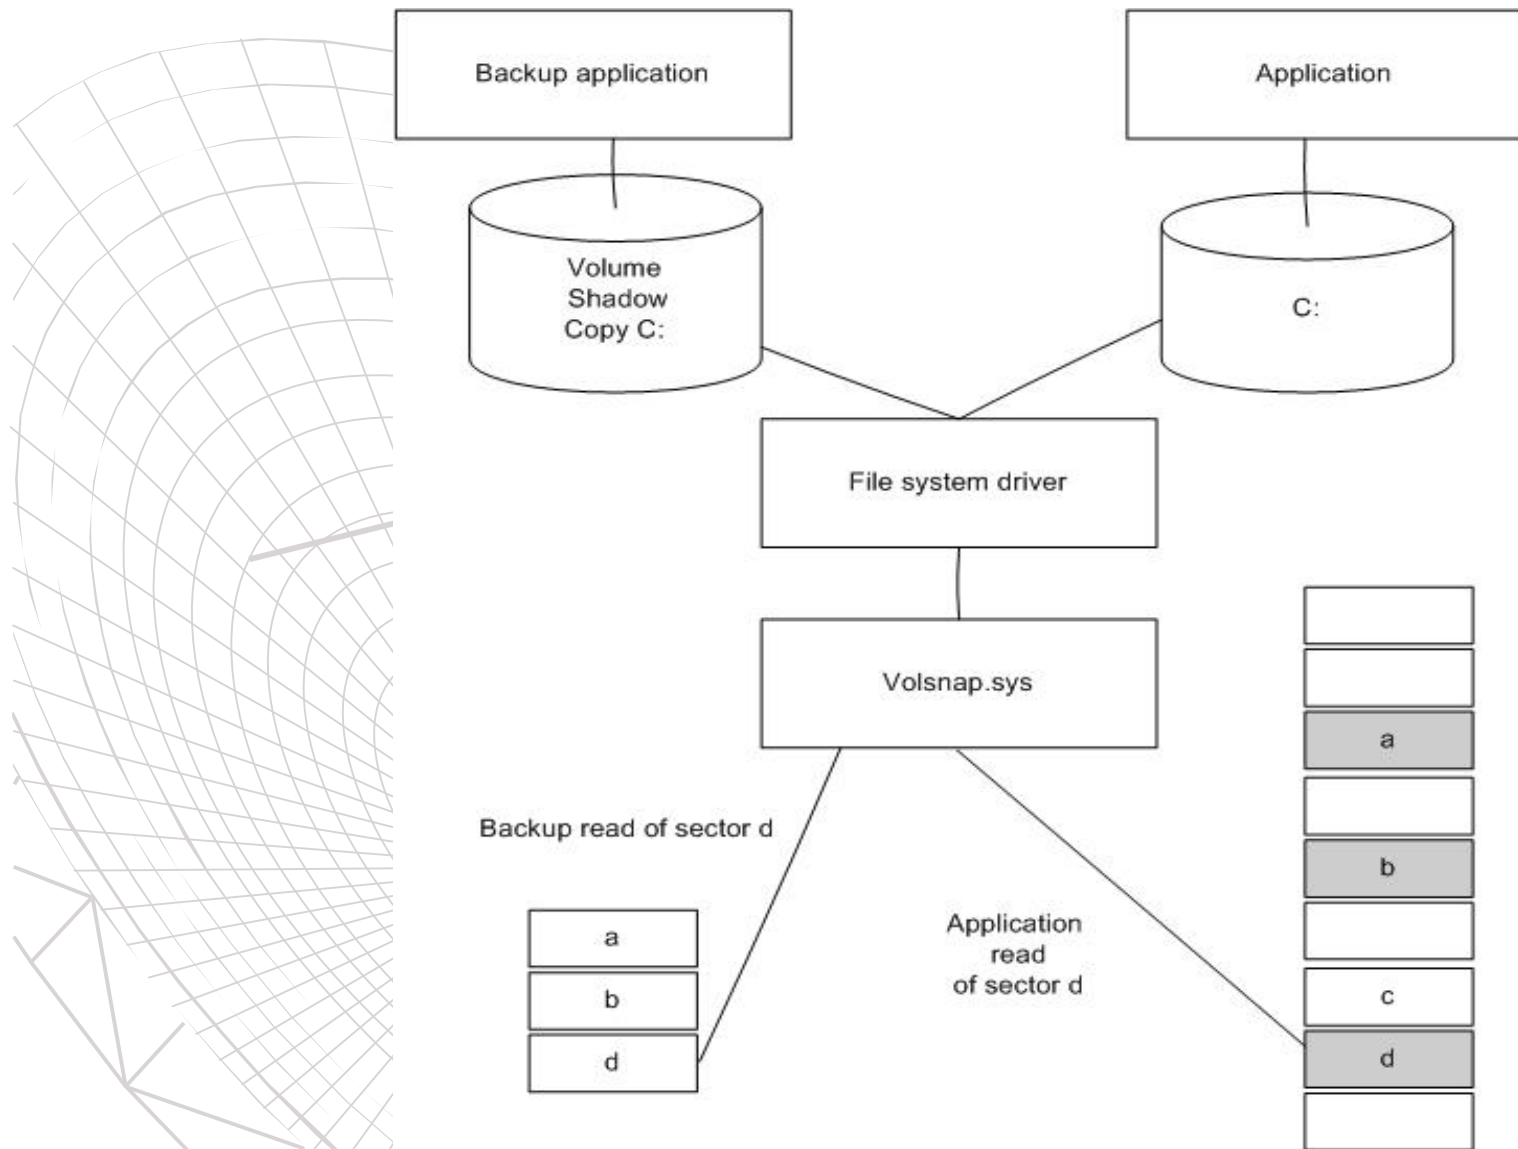 Backup application
Application
Volume
Shadow
Copy C:
C:
File system driver
Volsnap.sys
a
b
c
d
Backup read of sector d
a
b
d
Application
read
of sector d